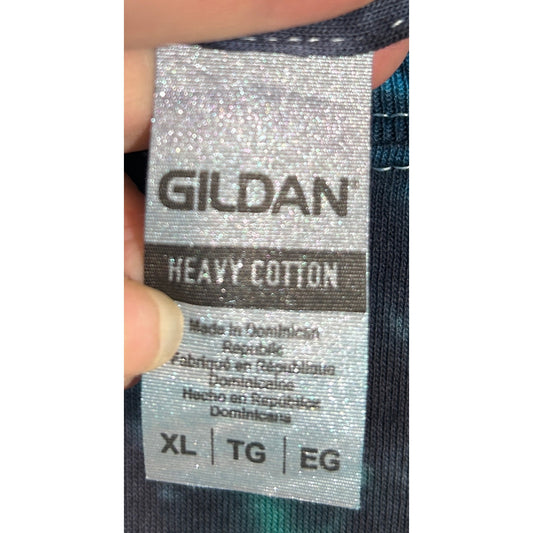 GILDAN®
HEAVY COTTON
Made in Dominican
Republic
Fabriqué en République
Dominicaine
Hecho en República
Dominicana
XL | TG | EG